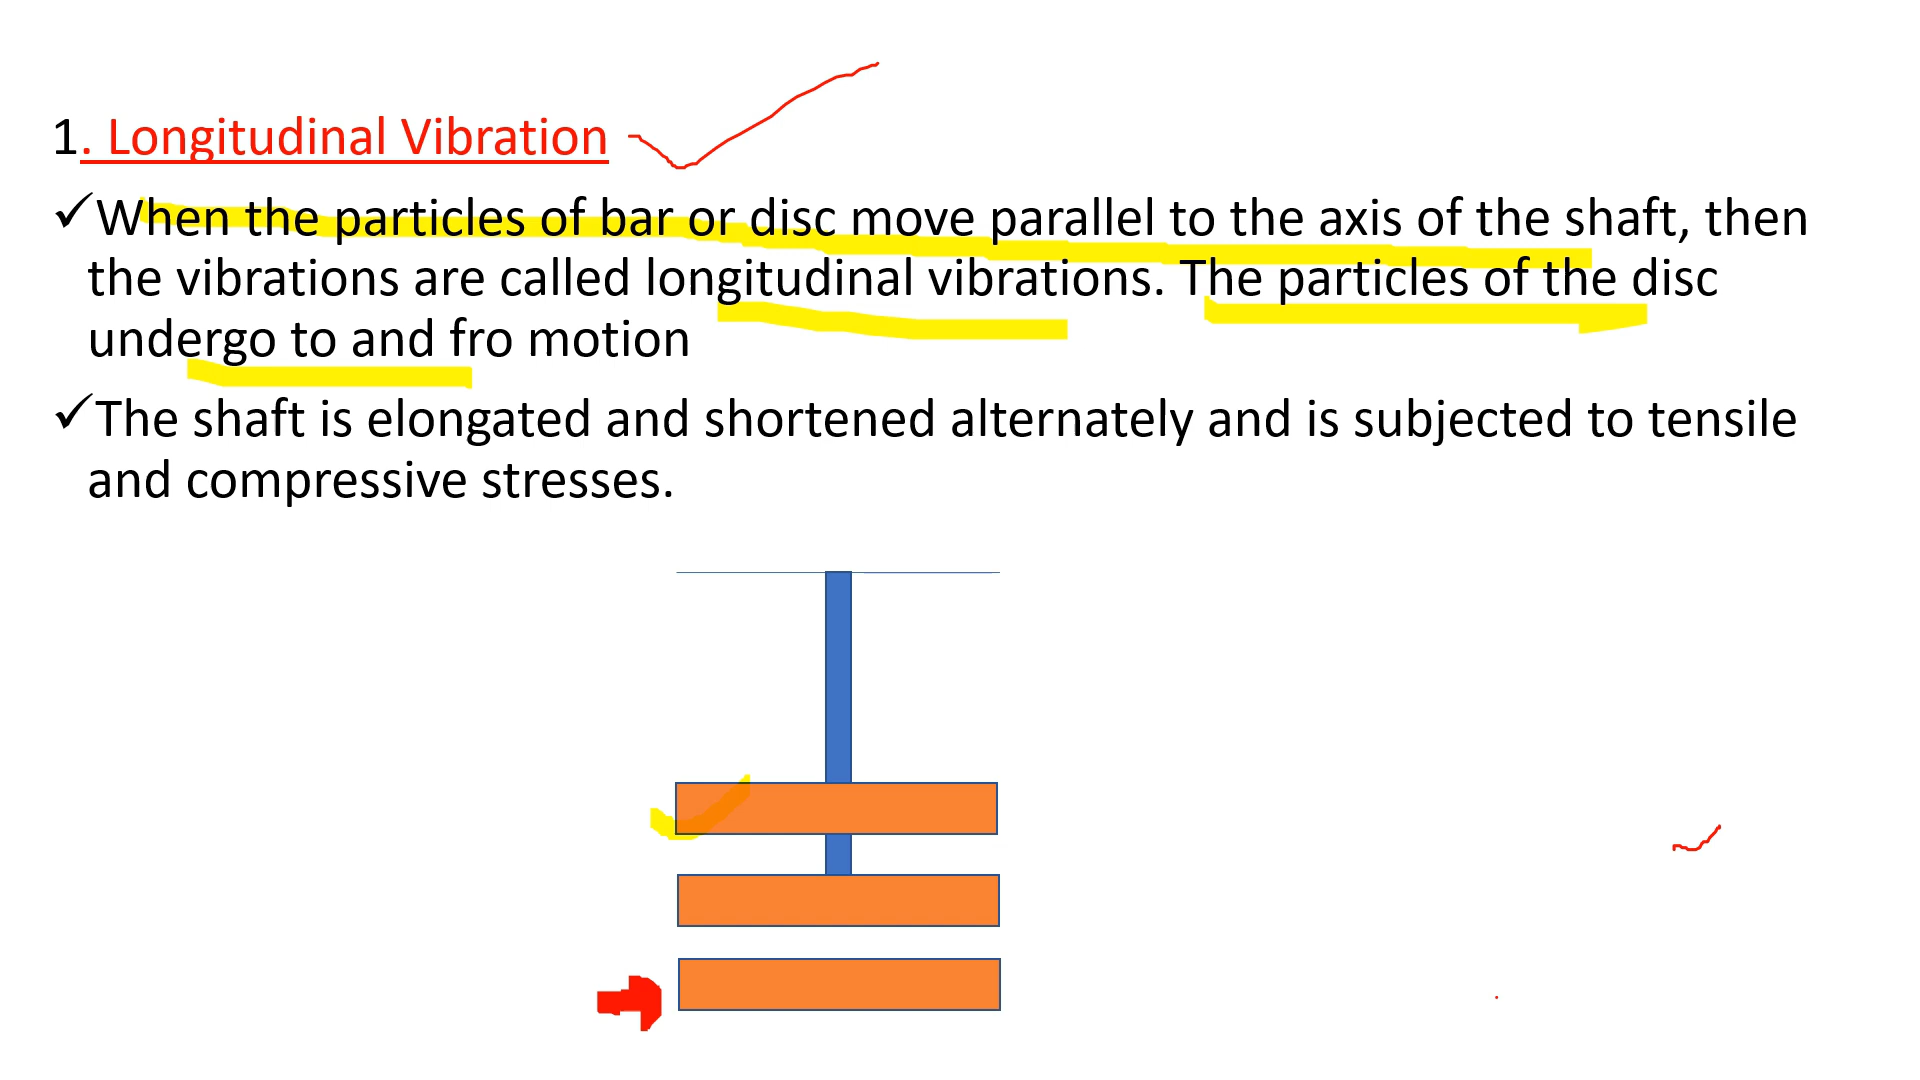 1. Longitudinal Vibration
✓When the particles of bar or disc move parallel to the axis of the shaft, then
the vibrations are called longitudinal vibrations. The particles of the disc
undergo to and fro motion
✓The shaft is elongated and shortened alternately and is subjected to tensile
and compressive stresses.